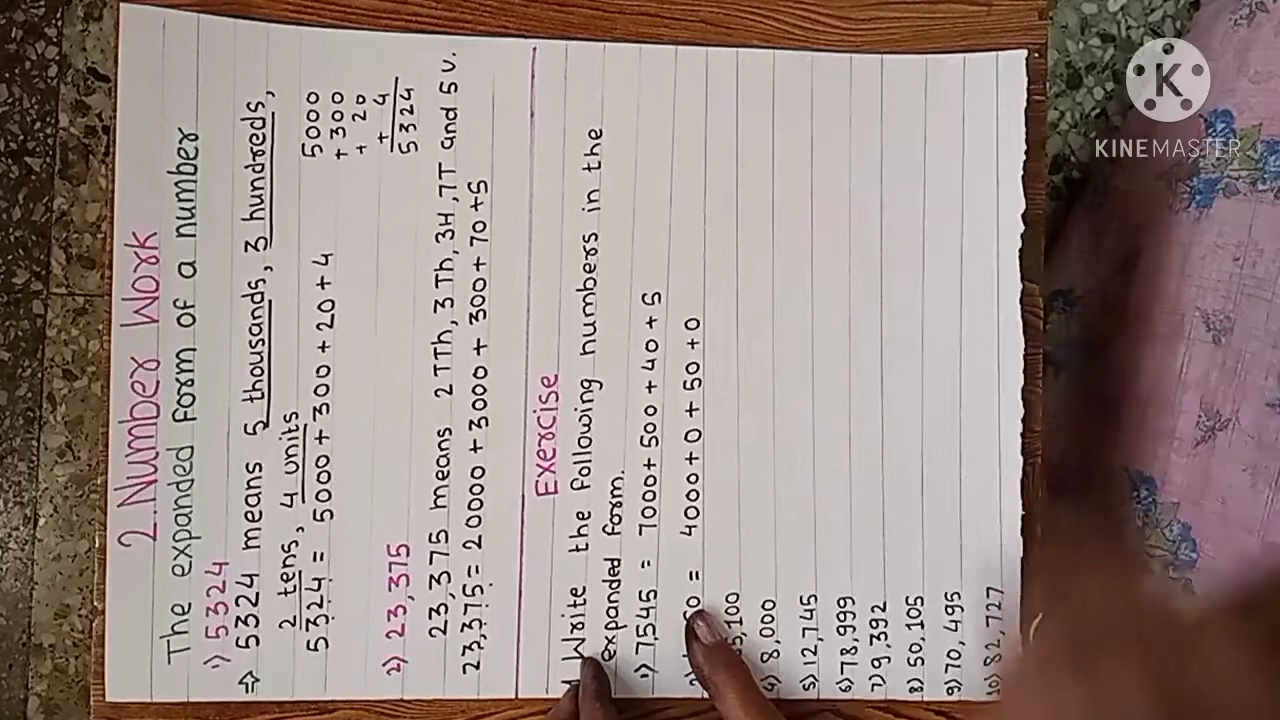 2.Number Work
The expanded form of a number
1) 5324
⇒ 5324 means 5 thousands, 3 hundreds,
2 tens, 4 units
5324 = 5000 + 300 + 20 + 4
5000
+ 300
+ 20
+ 4
5324
2) 23,375
23,375 means 2 TTh, 3 Th, 3H, 7T and 5 U.
23,375 = 20000 + 3000 + 300 + 70 + 5
Exercise
Write the following numbers in the
expanded form.
1) 7,545 = 7000 + 500 + 40 + 5
= 4000 + 0 + 50 + 0
5,100
4) 8,000
5) 12,745
6) 78,999
7) 9,392
8) 50,105
9) 70,495
10) 82,727
K
KINEMASTER